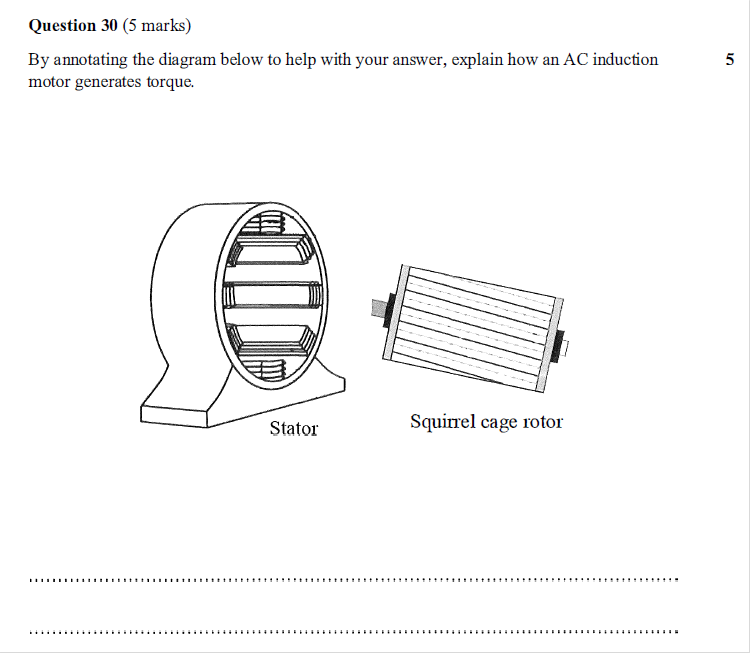 Question 30 (5 marks)
By annotating the diagram below to help with your answer, explain how an AC induction 5
motor generates torque.
Stator
Squirrel cage rotor